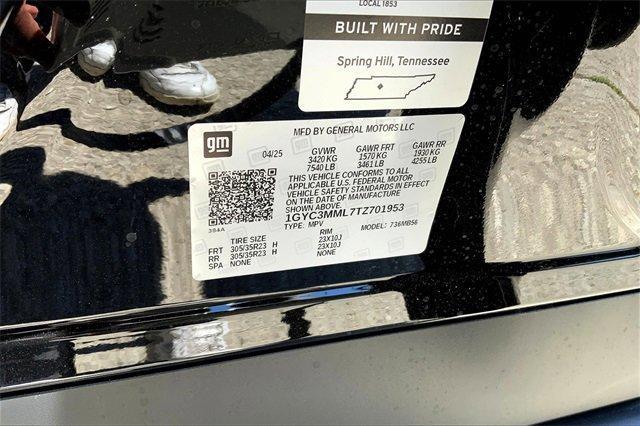 LOCAL 1853
BUILT WITH PRIDE
Spring Hill, Tennessee
gm
MFD BY GENERAL MOTORS LLC
04/25 GVWR GAWR FRT GAWR RR
3420 KG 1570 KG 1930 KG
7540 LB 3461 LB 4255 LB
THIS VEHICLE CONFORMS TO ALL
APPLICABLE U.S. FEDERAL MOTOR
VEHICLE SAFETY STANDARDS IN EFFECT
ON THE DATE OF MANUFACTURE
SHOWN ABOVE.
394A
1GYC3MML7TZ701953
TYPE: MPV MODEL: 736MB56
TIRE SIZE RIM
FRT 305/35R23 H 23X10J
RR 305/35R23 H 23X10J
SPA NONE NONE